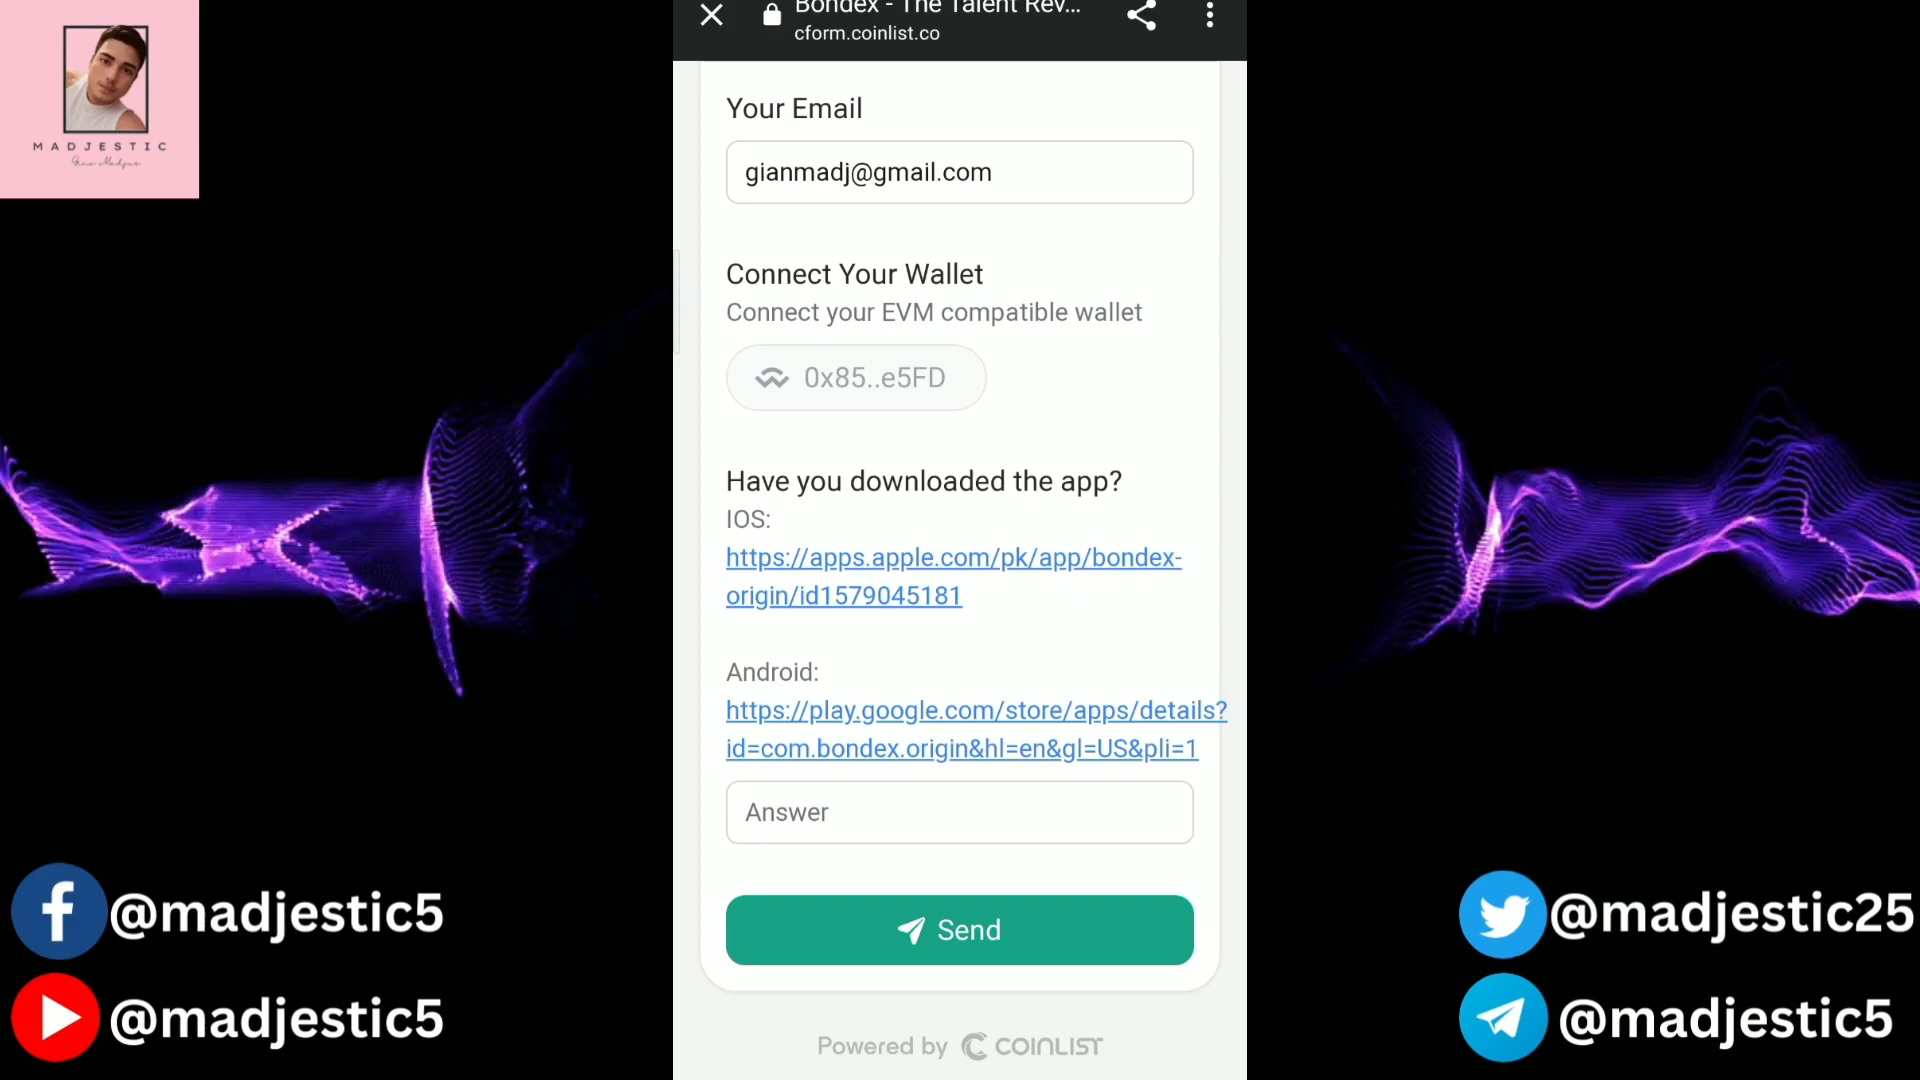 MADJESTIC
Bondex - The Talent Rev...
cform.coinlist.co
Your Email
gianmadj@gmail.com
Connect Your Wallet
Connect your EVM compatible wallet
0x85..e5FD
Have you downloaded the app?
IOS:
https://apps.apple.com/pk/app/bondex-
origin/id1579045181
Android:
https://play.google.com/store/apps/details?
id=com.bondex.origin&hl=en&gl=US&pli=1
Answer
Send
Powered by COINLIST
@madjestic5
@madjestic5
@madjestic25
@madjestic5